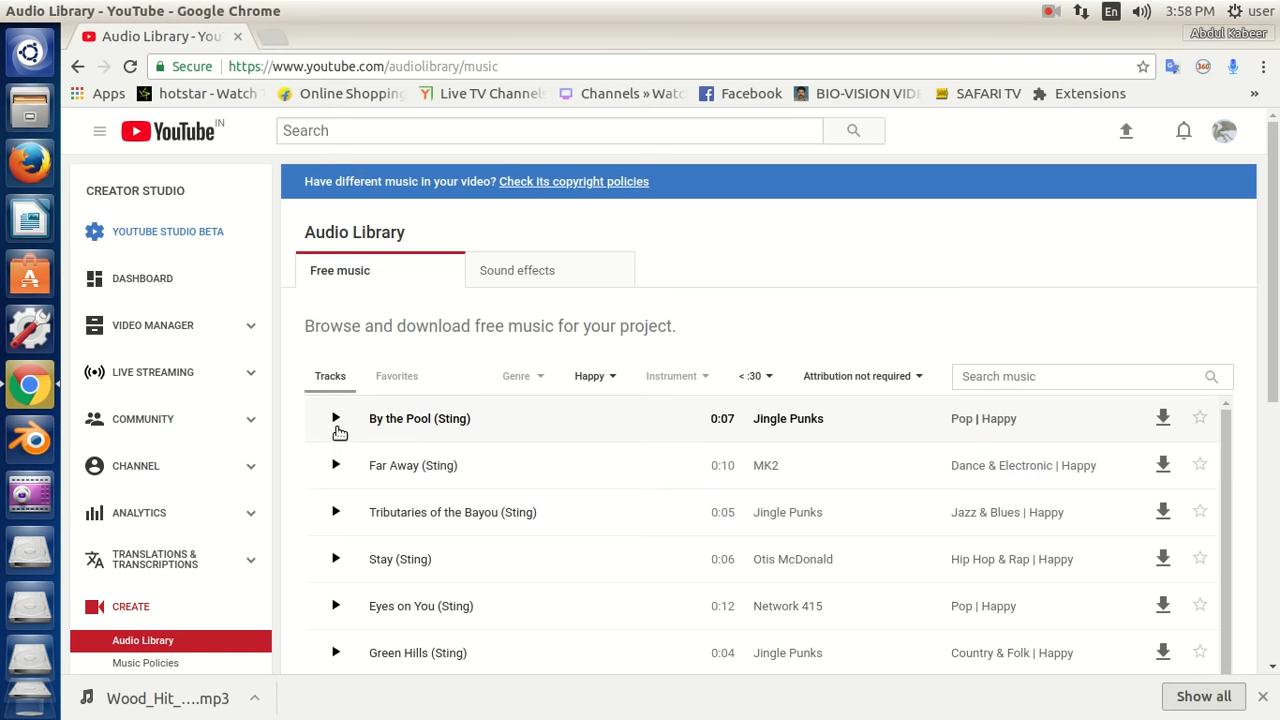 Audio Library - YouTube - Google Chrome
En
3:58 PM
user
Audio Library - You
Abdul Kabeer
Secure
https://www.youtube.com/audiolibrary/music
360
Apps
hotstar - Watch
Online Shopping
Live TV Channels
Channels » Wat
Facebook
BIO-VISION VID
SAFARI TV
Extensions
»
YouTube IN
Search
CREATOR STUDIO
YOUTUBE STUDIO BETA
DASHBOARD
VIDEO MANAGER
LIVE STREAMING
COMMUNITY
CHANNEL
ANALYTICS
TRANSLATIONS &
TRANSCRIPTIONS
CREATE
Audio Library
Music Policies
Have different music in your video? Check its copyright policies
Audio Library
Free music
Sound effects
Browse and download free music for your project.
Tracks
Favorites
Genre
Happy
Instrument
< :30
Attribution not required
Search music
By the Pool (Sting) 0:07 Jingle Punks Pop | Happy
Far Away (Sting) 0:10 MK2 Dance & Electronic | Happy
Tributaries of the Bayou (Sting) 0:05 Jingle Punks Jazz & Blues | Happy
Stay (Sting) 0:06 Otis McDonald Hip Hop & Rap | Happy
Eyes on You (Sting) 0:12 Network 415 Pop | Happy
Green Hills (Sting) 0:04 Jingle Punks Country & Folk | Happy
Wood_Hit_....mp3
Show all